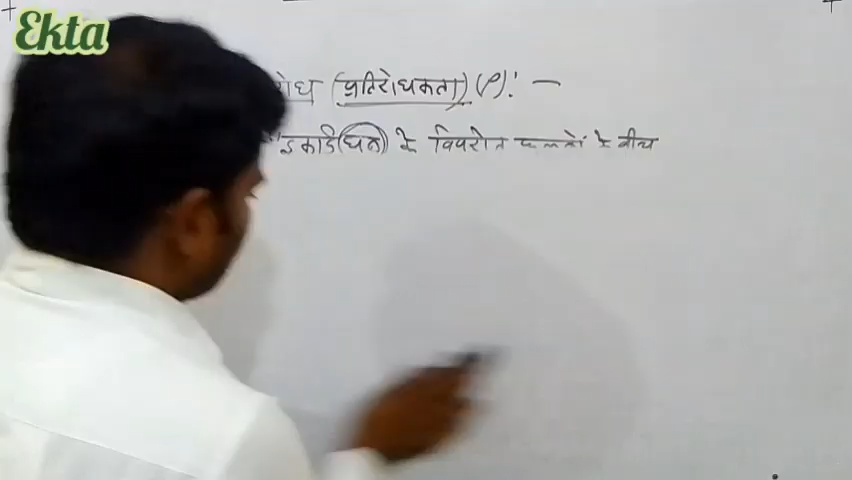 Ekta
रोध (प्रतिरोधकता) (ρ): -
इकाई (घन) के विपरीत फलकों के बीच